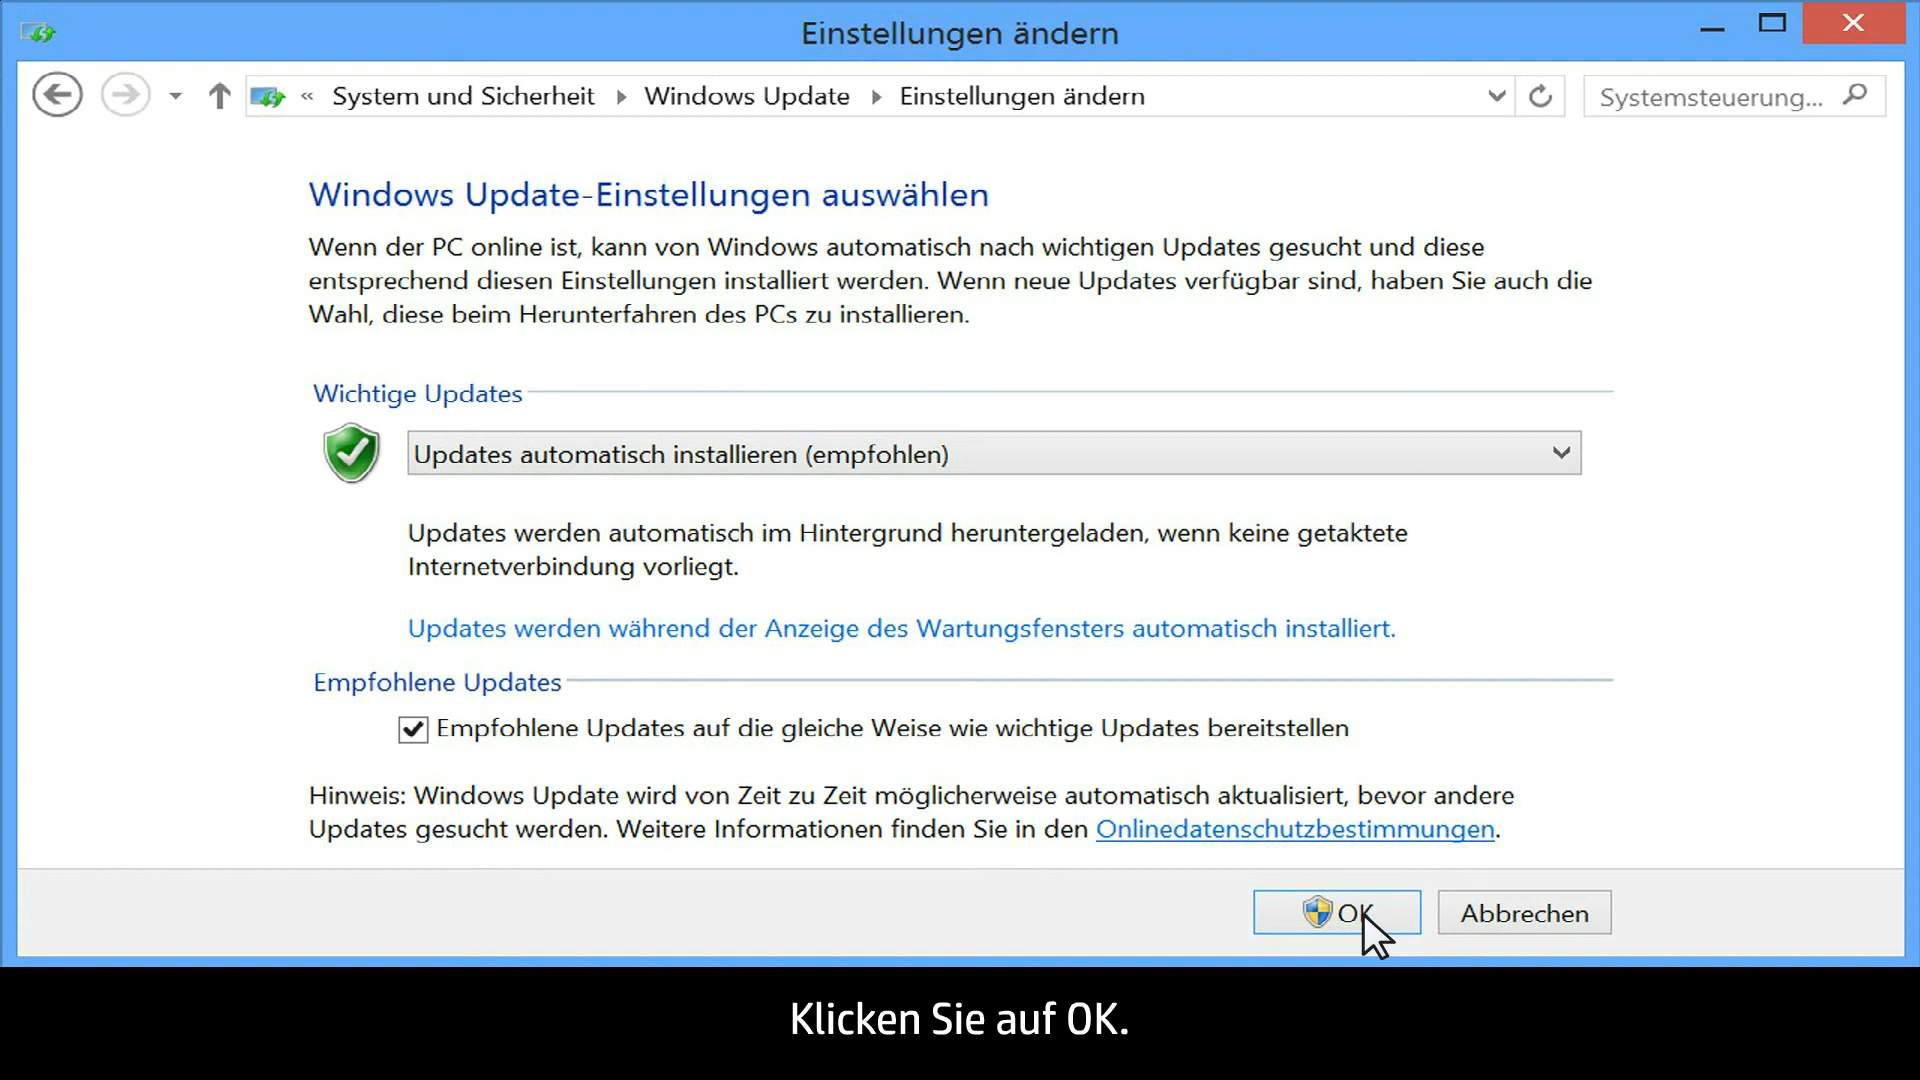 Einstellungen ändern
« System und Sicherheit Windows Update Einstellungen ändern Systemsteuerung...
Windows Update-Einstellungen auswählen
Wenn der PC online ist, kann von Windows automatisch nach wichtigen Updates gesucht und diese
entsprechend diesen Einstellungen installiert werden. Wenn neue Updates verfügbar sind, haben Sie auch die
Wahl, diese beim Herunterfahren des PCs zu installieren.
Wichtige Updates
Updates automatisch installieren (empfohlen)
Updates werden automatisch im Hintergrund heruntergeladen, wenn keine getaktete
Internetverbindung vorliegt.
Updates werden während der Anzeige des Wartungsfensters automatisch installiert.
Empfohlene Updates
Empfohlene Updates auf die gleiche Weise wie wichtige Updates bereitstellen
Hinweis: Windows Update wird von Zeit zu Zeit möglicherweise automatisch aktualisiert, bevor andere
Updates gesucht werden. Weitere Informationen finden Sie in den Onlinedatenschutzbestimmungen.
OK Abbrechen
Klicken Sie auf OK.